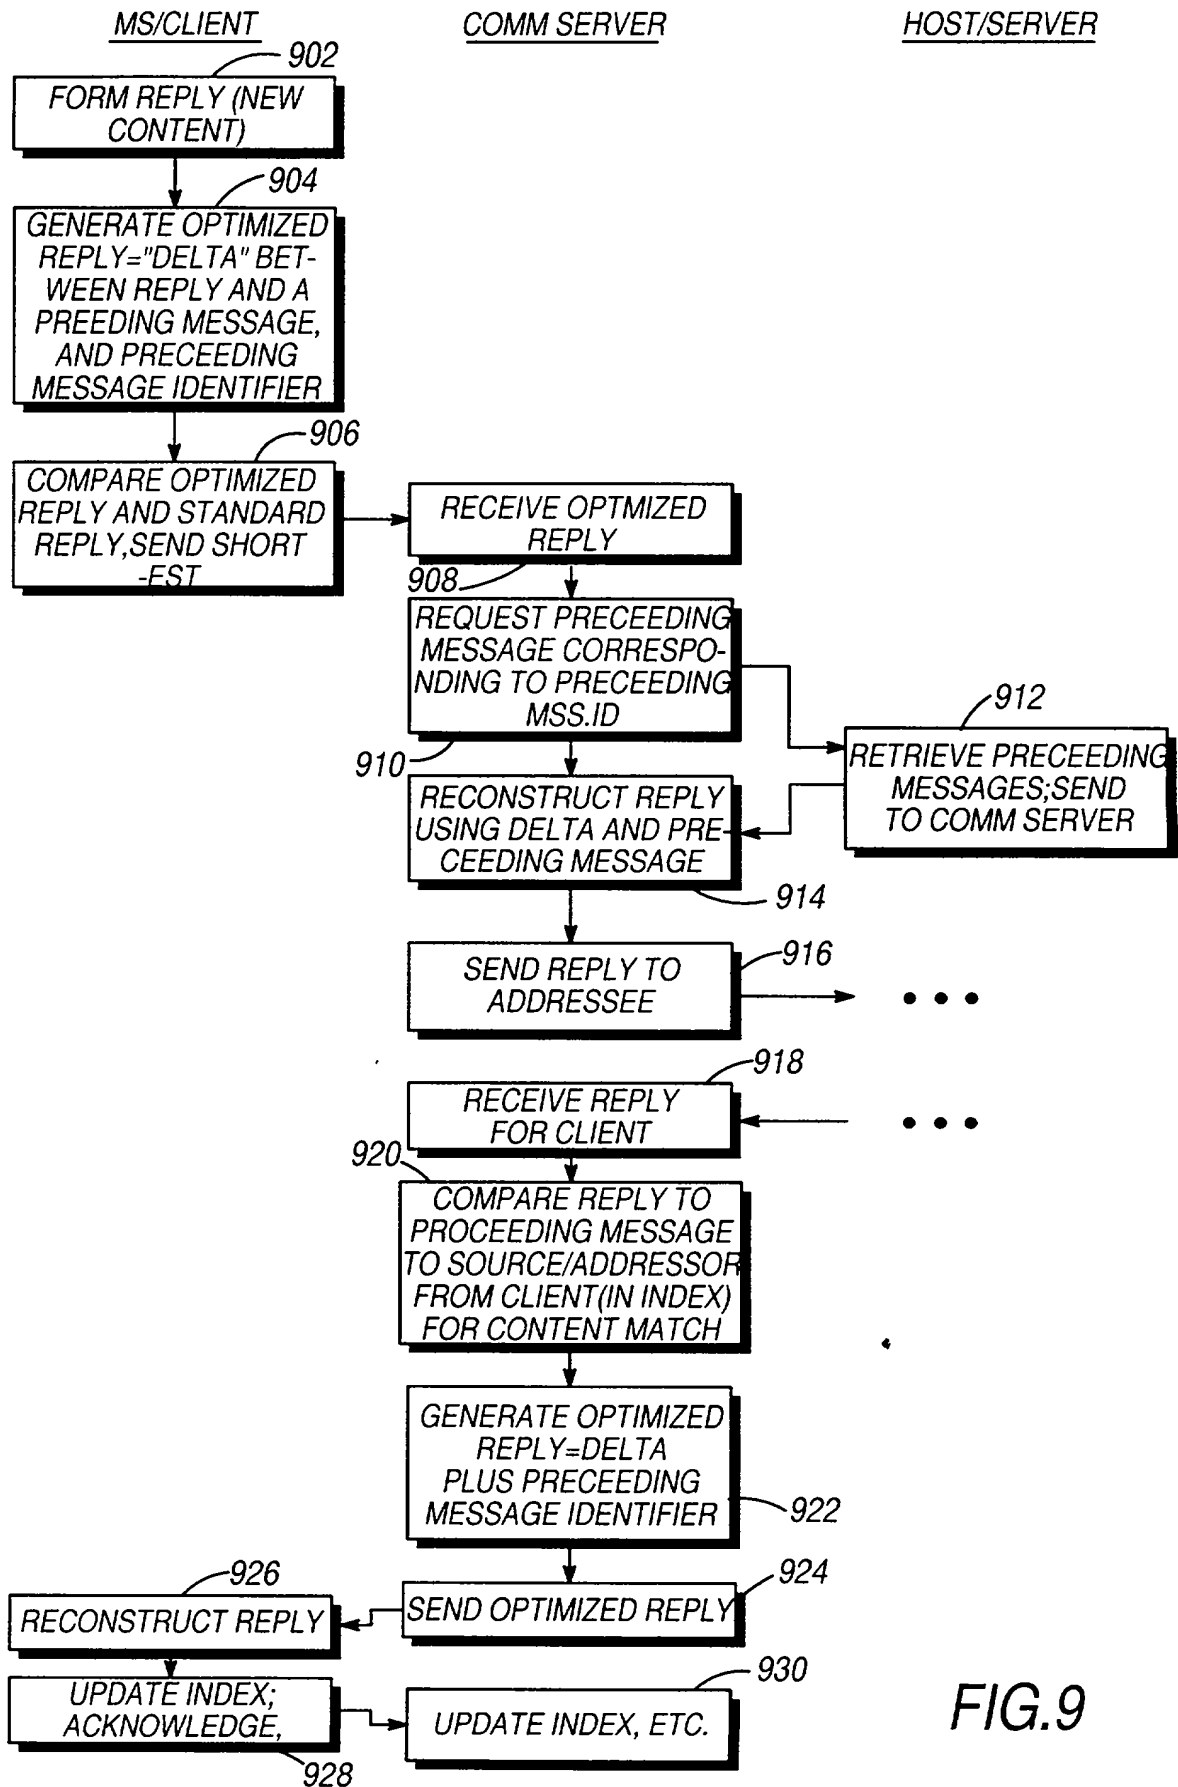 MS/CLIENT
COMM SERVER
HOST/SERVER
902
FORM REPLY (NEW
CONTENT)
904
GENERATE OPTIMIZED
REPLY="DELTA" BET-
WEEN REPLY AND A
PREEDING MESSAGE,
AND PRECEEDING
MESSAGE IDENTIFIER
906
COMPARE OPTIMIZED
REPLY AND STANDARD
REPLY,SEND SHORT
-EST
RECEIVE OPTMIZED
REPLY
908
REQUEST PRECEEDING
MESSAGE CORRESPO-
NDING TO PRECEEDING
MSS.ID
910
912
RETRIEVE PRECEEDING
MESSAGES;SEND
TO COMM SERVER
RECONSTRUCT REPLY
USING DELTA AND PRE-
CEEDING MESSAGE
914
SEND REPLY TO
ADDRESSEE
916
918
RECEIVE REPLY
FOR CLIENT
920
COMPARE REPLY TO
PROCEEDING MESSAGE
TO SOURCE/ADDRESSOR
FROM CLIENT(IN INDEX)
FOR CONTENT MATCH
GENERATE OPTIMIZED
REPLY=DELTA
PLUS PRECEEDING
MESSAGE IDENTIFIER
922
924
SEND OPTIMIZED REPLY
926
RECONSTRUCT REPLY
UPDATE INDEX;
ACKNOWLEDGE,
928
930
UPDATE INDEX, ETC.
FIG.9